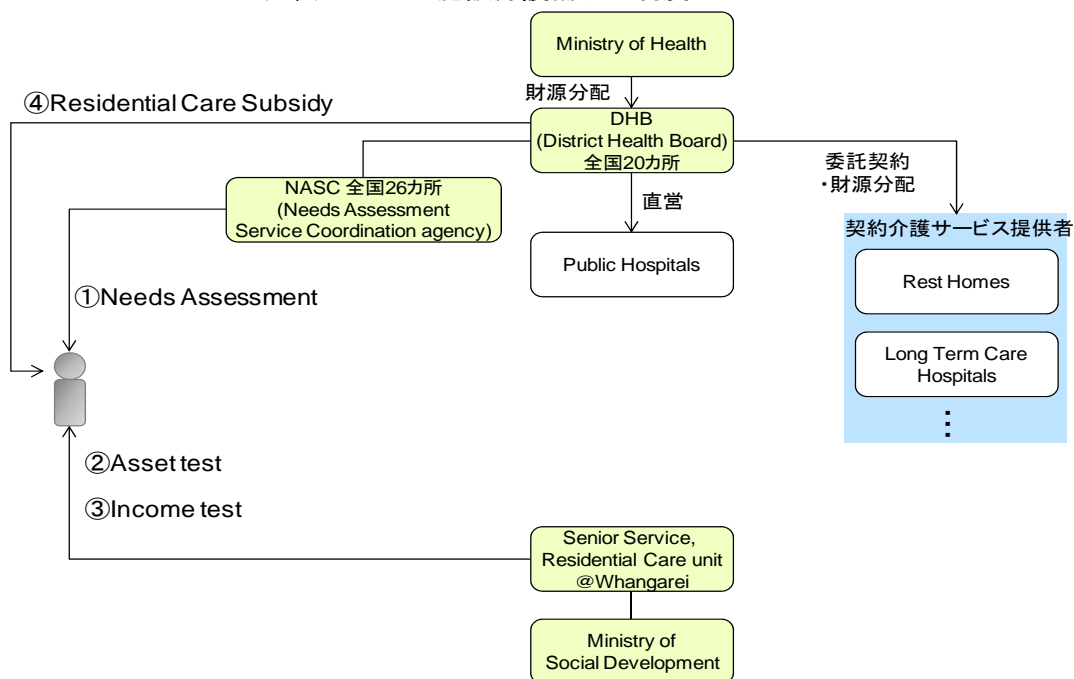 Ministry of Health
財源分配
④Residential Care Subsidy
DHB
(District Health Board)
全国20カ所
委託契約
・財源分配
NASC 全国26カ所
(Needs Assessment
Service Coordination agency)
直営
契約介護サービス提供者
Public Hospitals
Rest Homes
①Needs Assessment
Long Term Care
Hospitals
⋮
②Asset test
③Income test
Senior Service,
Residential Care unit
@Whangarei
Ministry of
Social Development